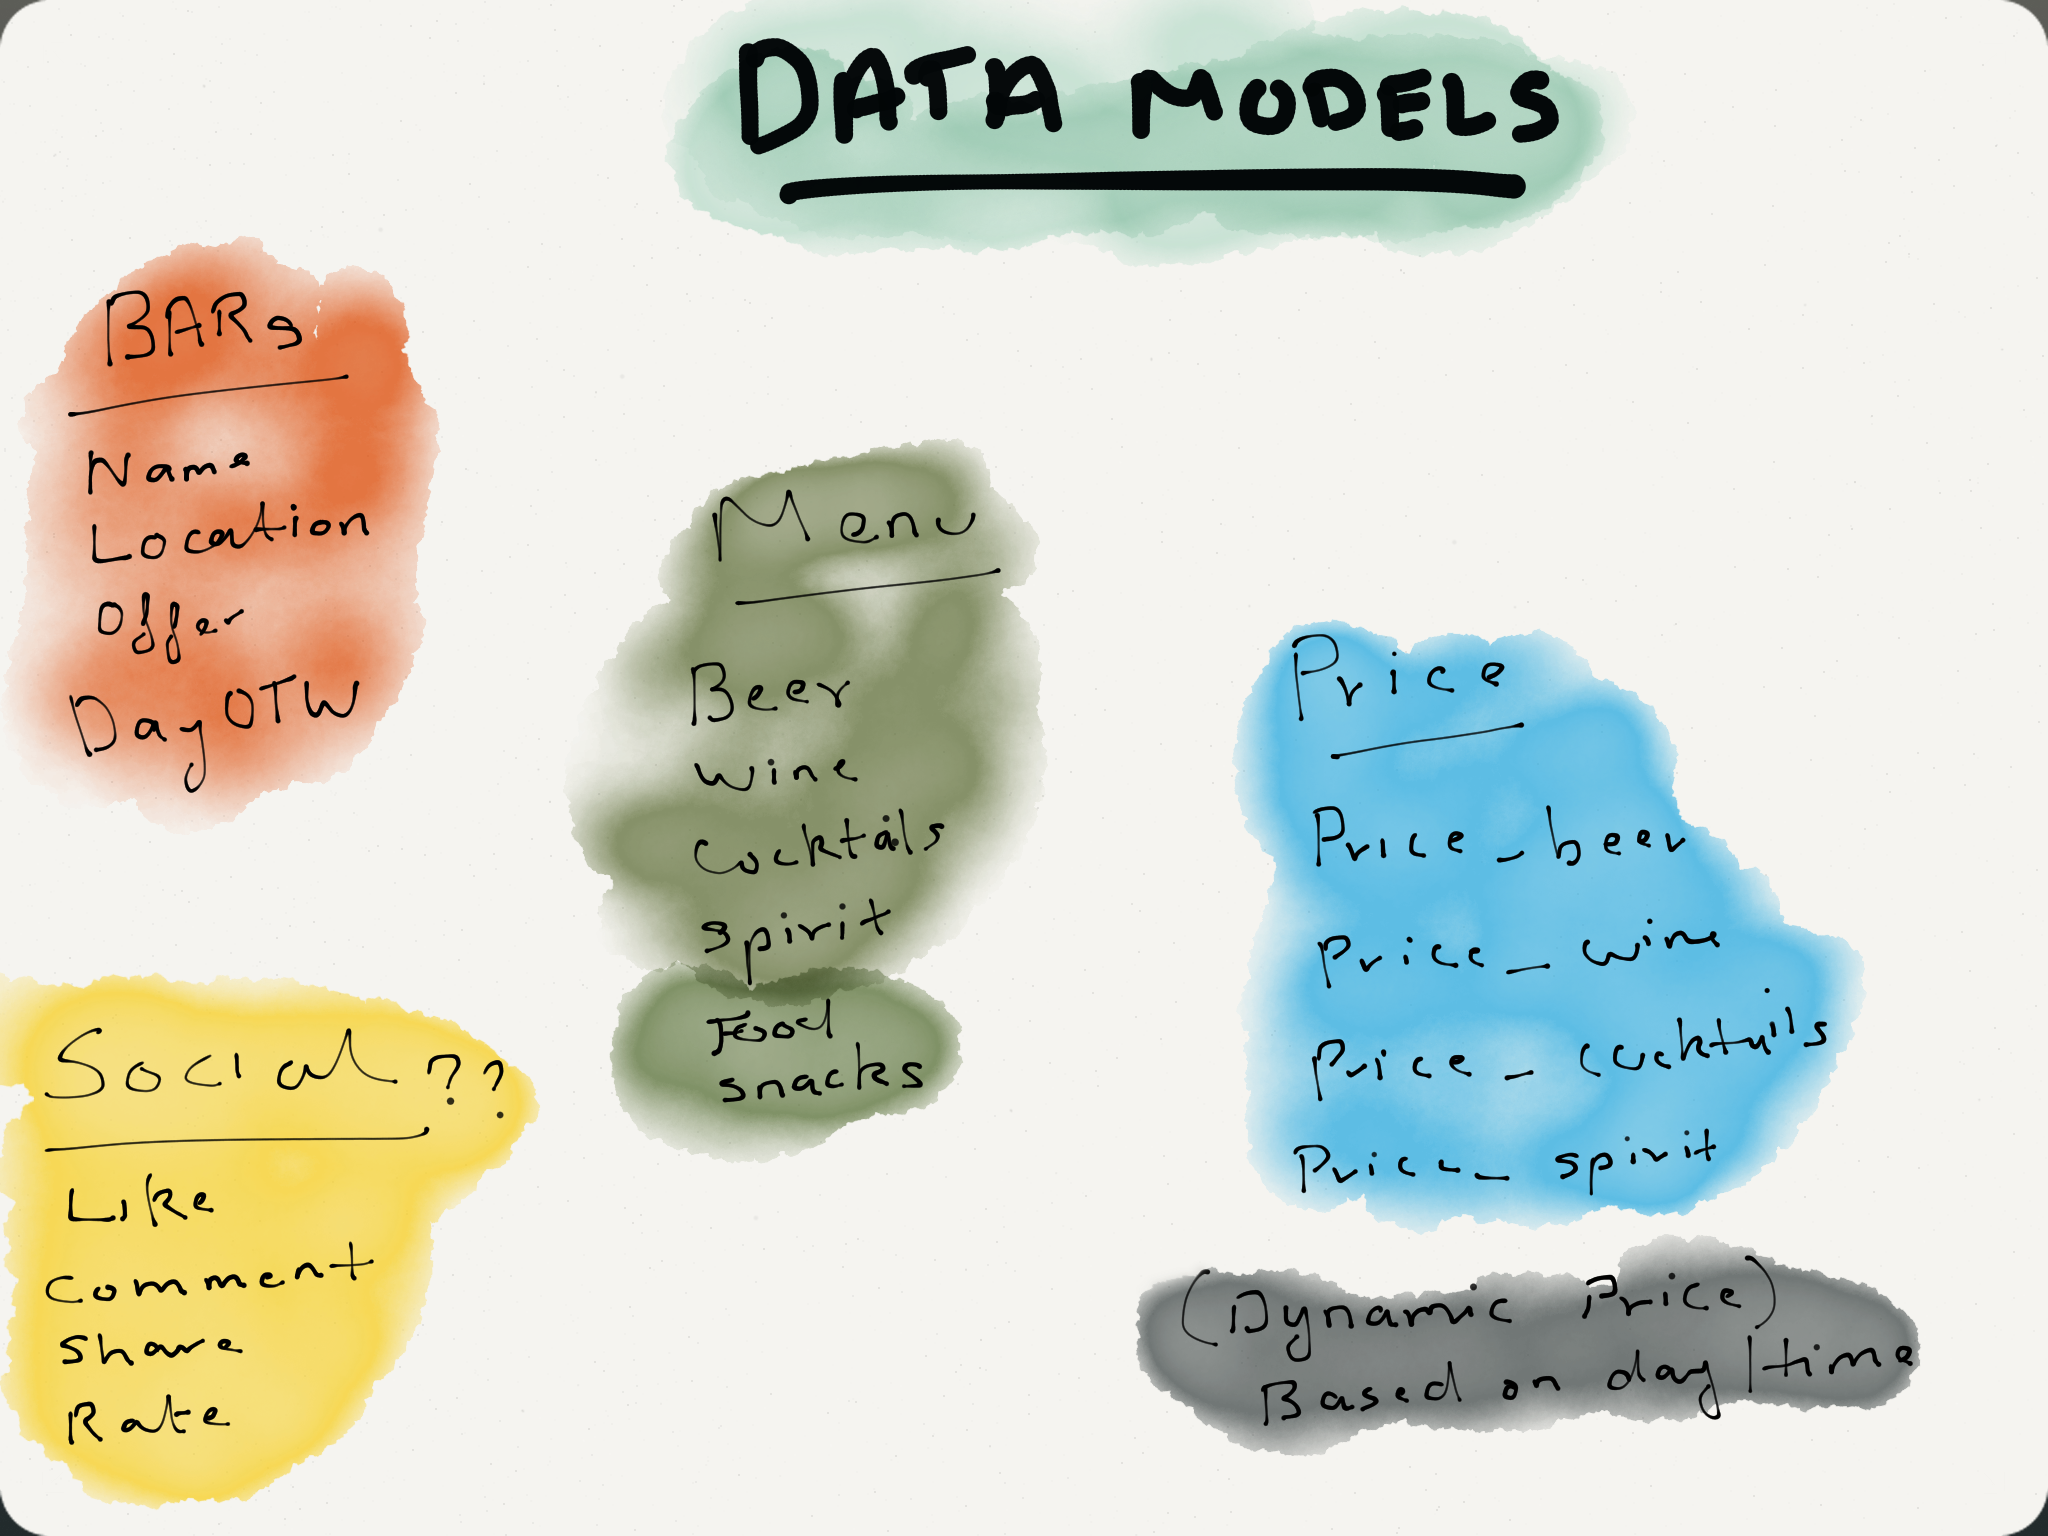 DATA MODELS
BARs
Name
Location
Offer
DayOTW
Menu
Beer
wine
Cocktails
spirit
Food
snacks
Price
Price_beer
Price_wine
Price_cocktails
Price_spirit
(Dynamic Price)
Based on day/time
Social??
Like
Comment
Share
Rate